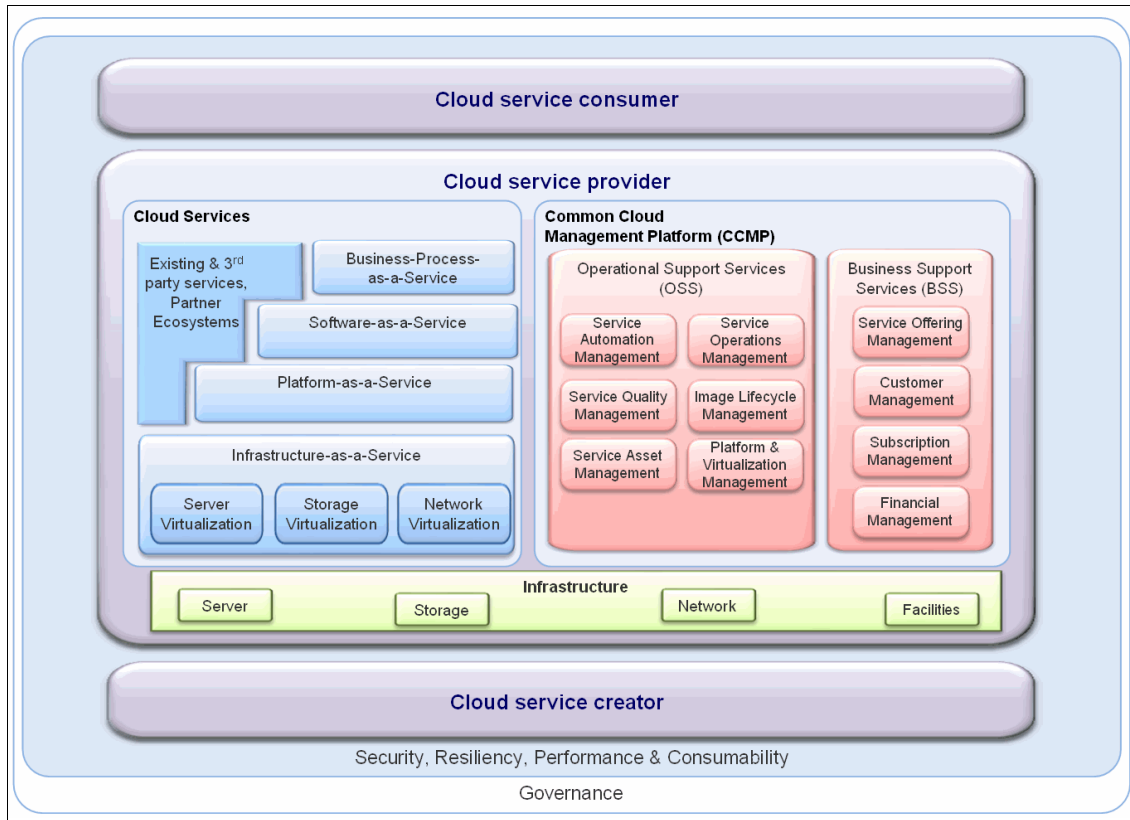 Cloud service consumer
Cloud service provider
Cloud Services
Existing & 3rd
party services,
Partner
Ecosystems
Business-Process-
as-a-Service
Software-as-a-Service
Platform-as-a-Service
Infrastructure-as-a-Service
Server
Virtualization
Storage
Virtualization
Network
Virtualization
Common Cloud
Management Platform (CCMP)
Operational Support Services
(OSS)
Service
Automation
Management
Service
Operations
Management
Service Quality
Management
Image Lifecycle
Management
Service Asset
Management
Platform &
Virtualization
Management
Business Support
Services (BSS)
Service Offering
Management
Customer
Management
Subscription
Management
Financial
Management
Infrastructure
Server
Storage
Network
Facilities
Cloud service creator
Security, Resiliency, Performance & Consumability
Governance